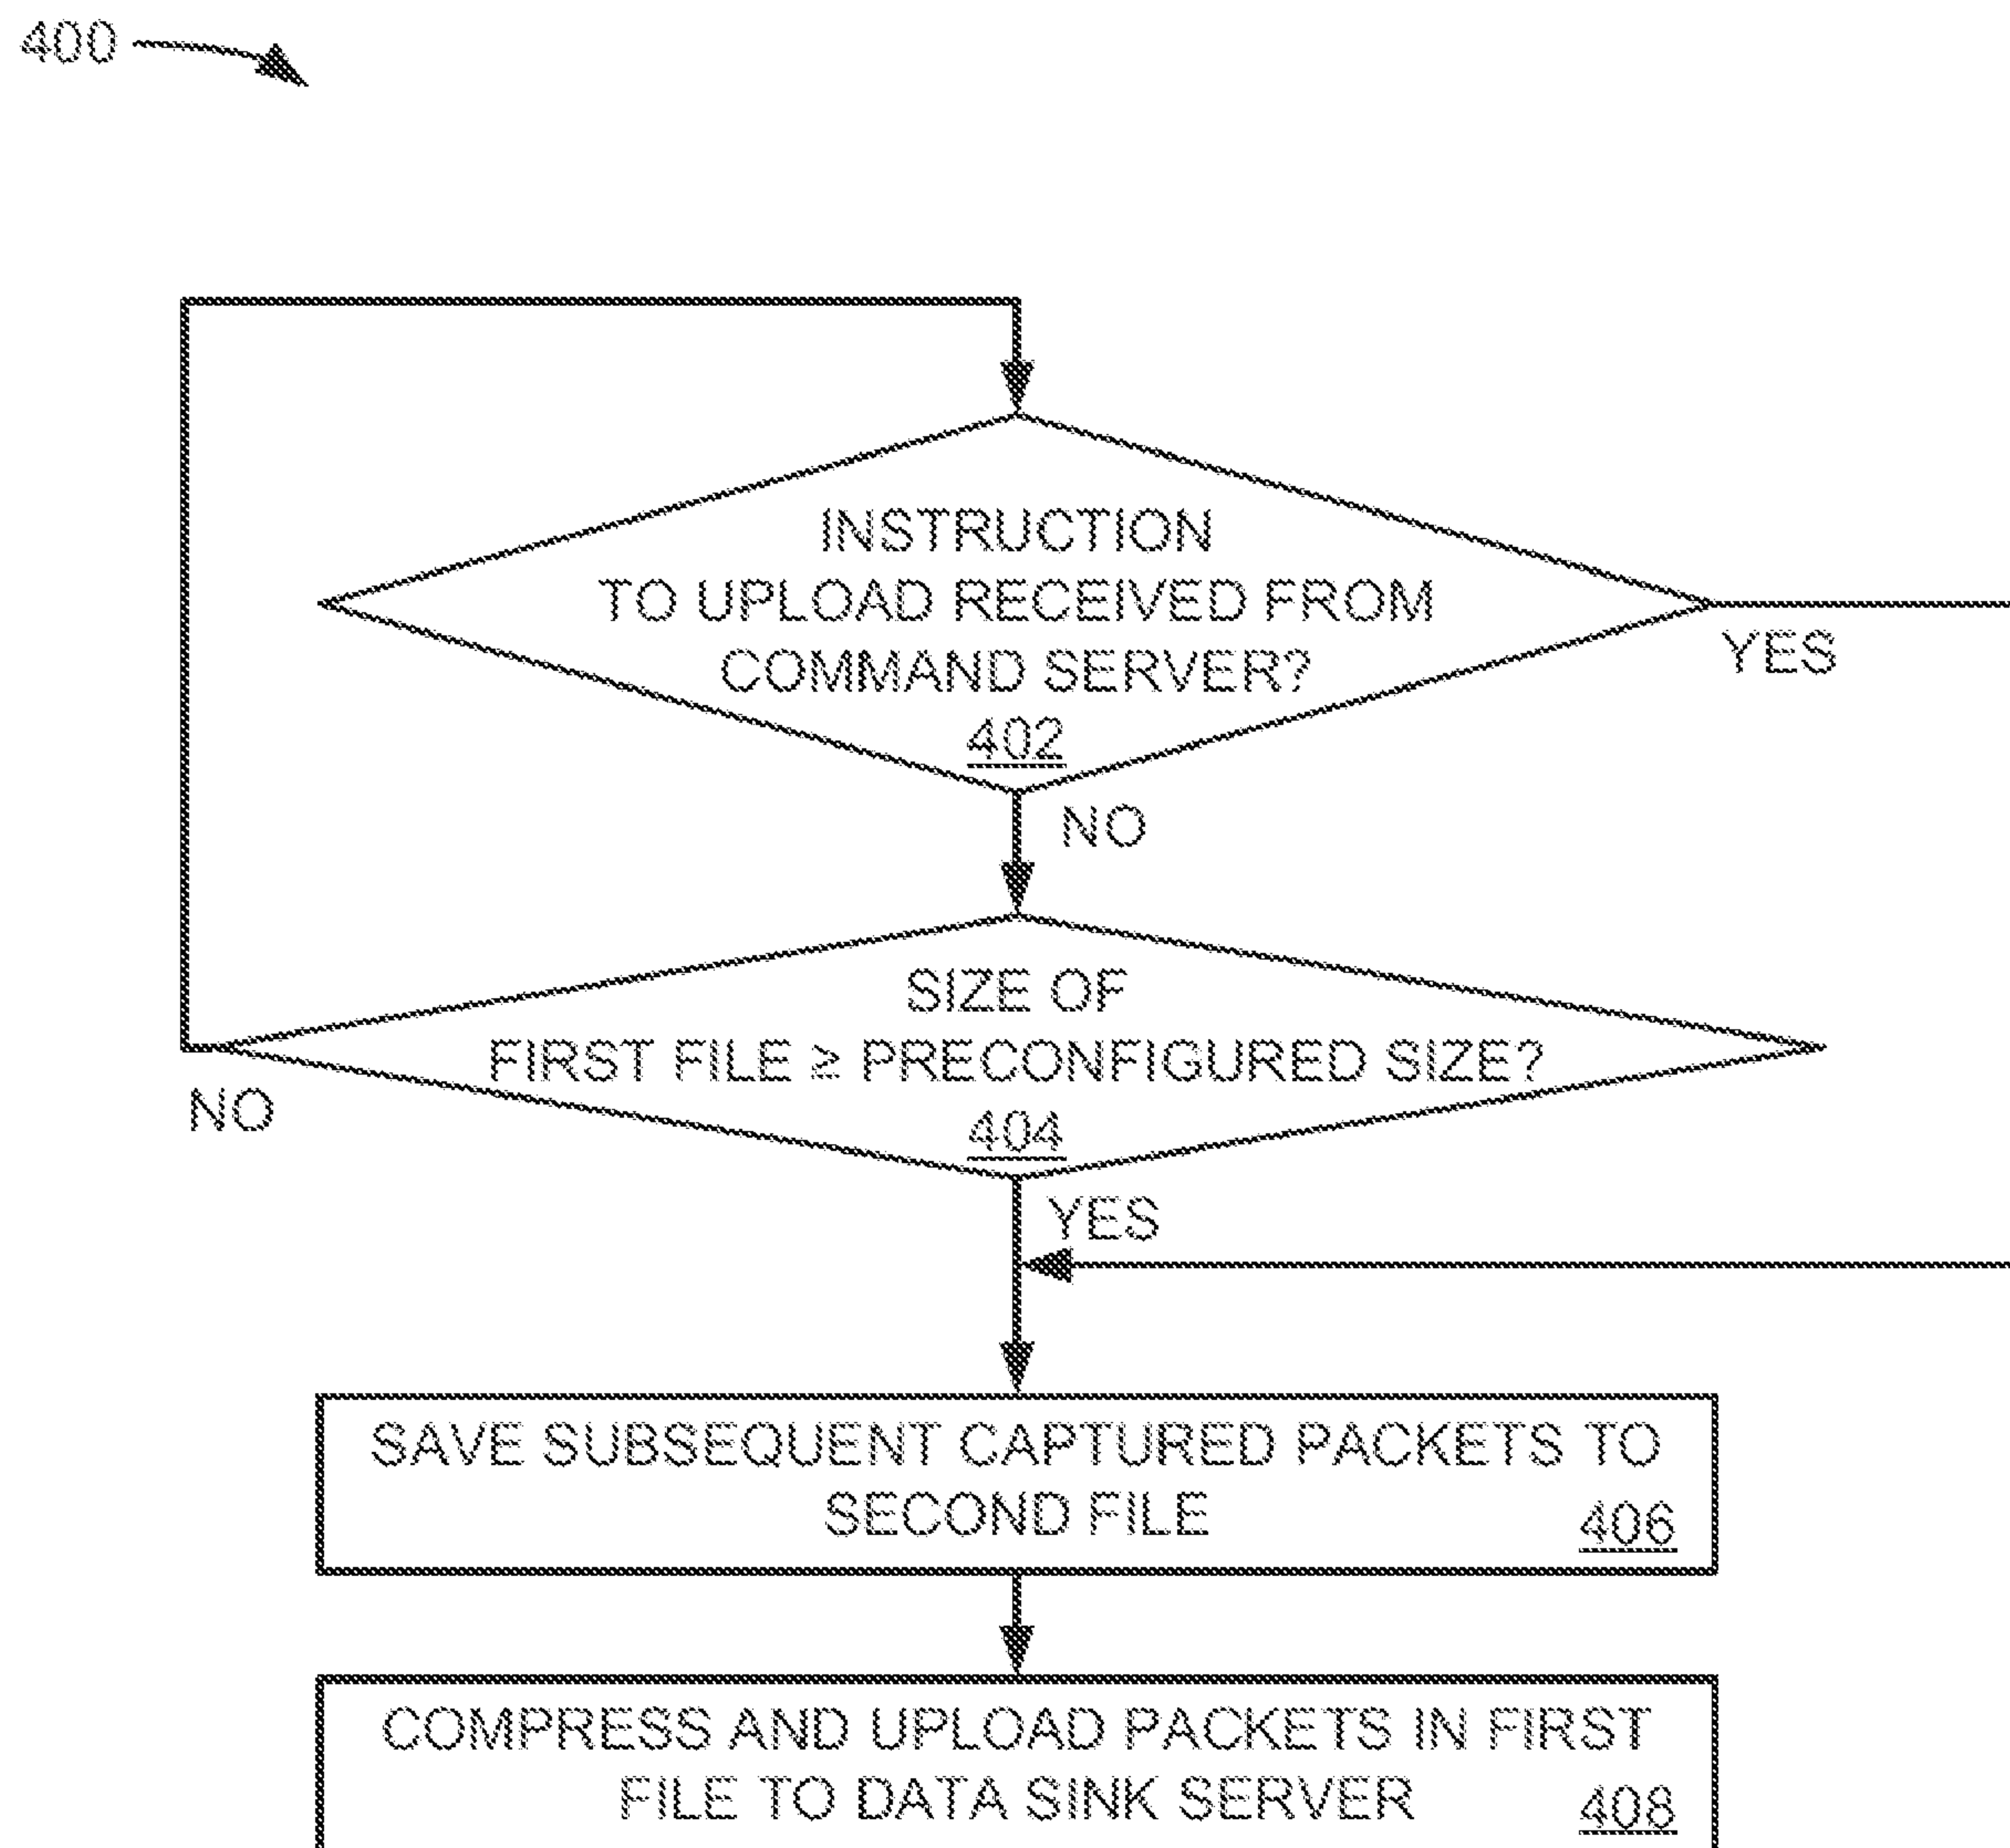 400
INSTRUCTION
TO UPLOAD RECEIVED FROM
COMMAND SERVER?
402
YES
NO
SIZE OF
FIRST FILE ≥ PRECONFIGURED SIZE?
404
NO
YES
SAVE SUBSEQUENT CAPTURED PACKETS TO
SECOND FILE
406
COMPRESS AND UPLOAD PACKETS IN FIRST
FILE TO DATA SINK SERVER
408